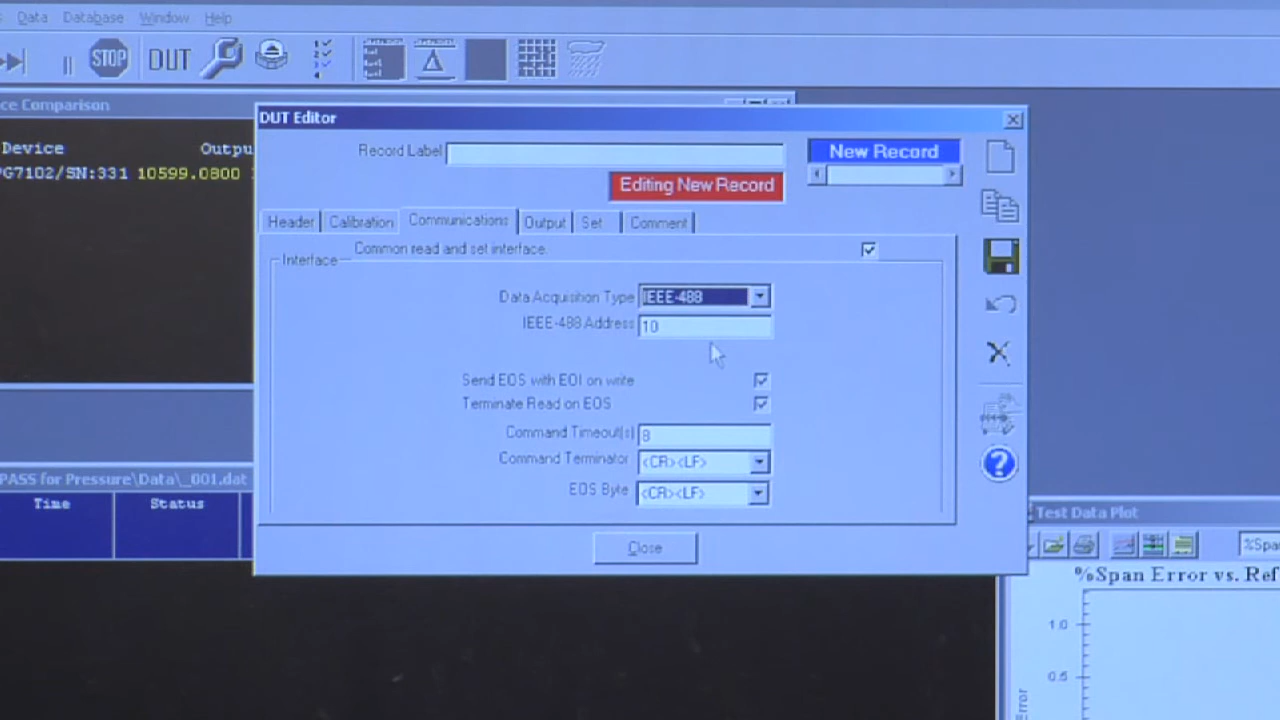 Data Database Window Help
STOP DUT
ce Comparison
Device Outpu
PG7102/SN:331 10599.0800
DUT Editor
Record Label
New Record
Editing New Record
Header Calibration Communications Output Set Comment
Common read and set interface.
Interface
Data Acquisition Type IEEE-488
IEEE-488 Address 10
Send EOS with EOI on write
Terminate Read on EOS
Command Timeout(s) 8
Command Terminator <CR><LF>
EOS Byte <CR><LF>
Close
PASS for Pressure\Data\_001.dat
Time Status
Test Data Plot
%Span
%Span Error vs. Ref
1.0
0.5
Error